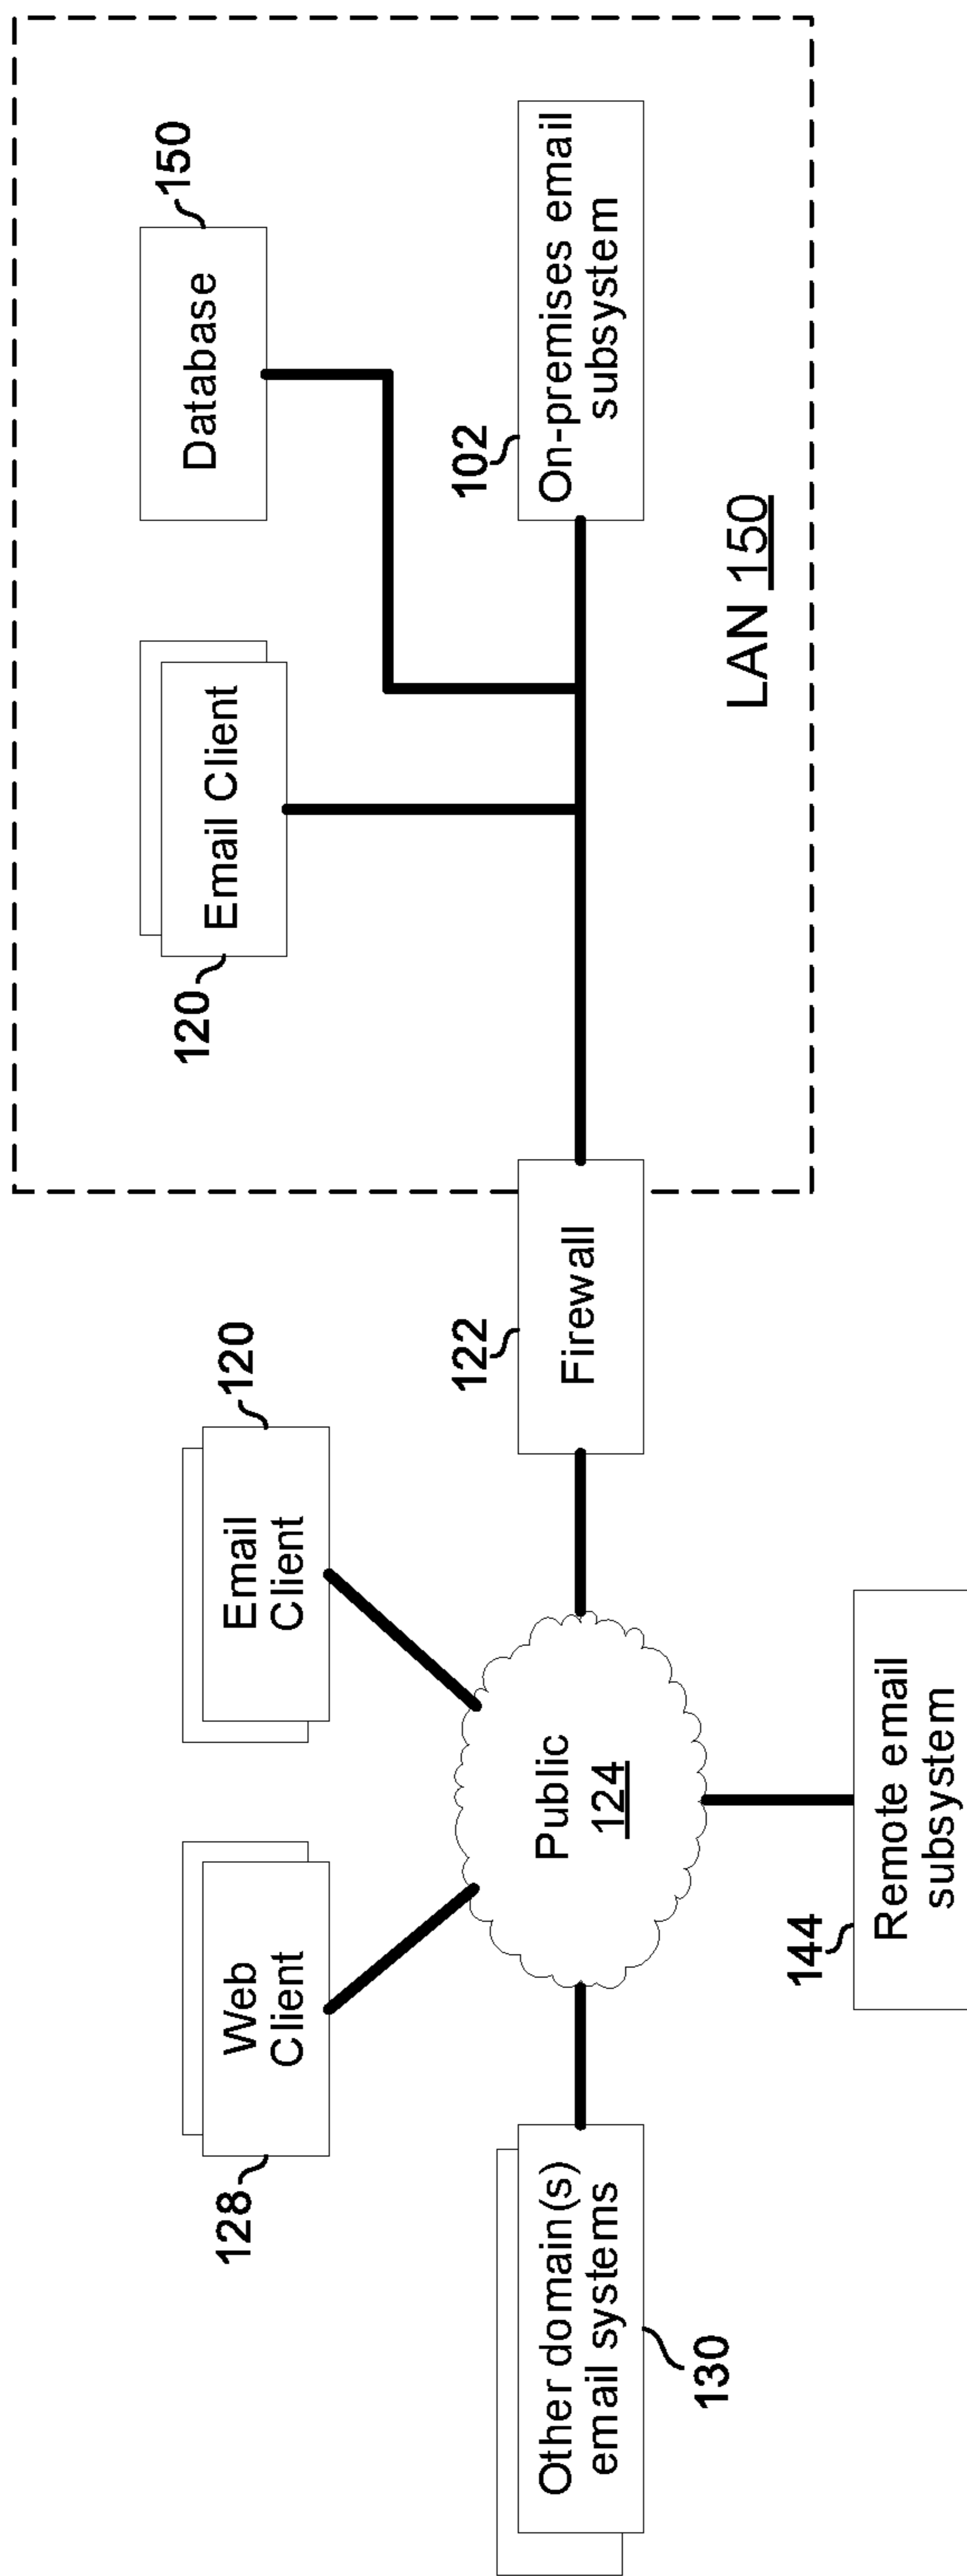 128
Web
Client
Email
Client
120
120
Email Client
Database
150
Other domain(s)
email systems
130
Public
124
122
Firewall
102
On-premises email
subsystem
144
Remote email
subsystem
LAN 150